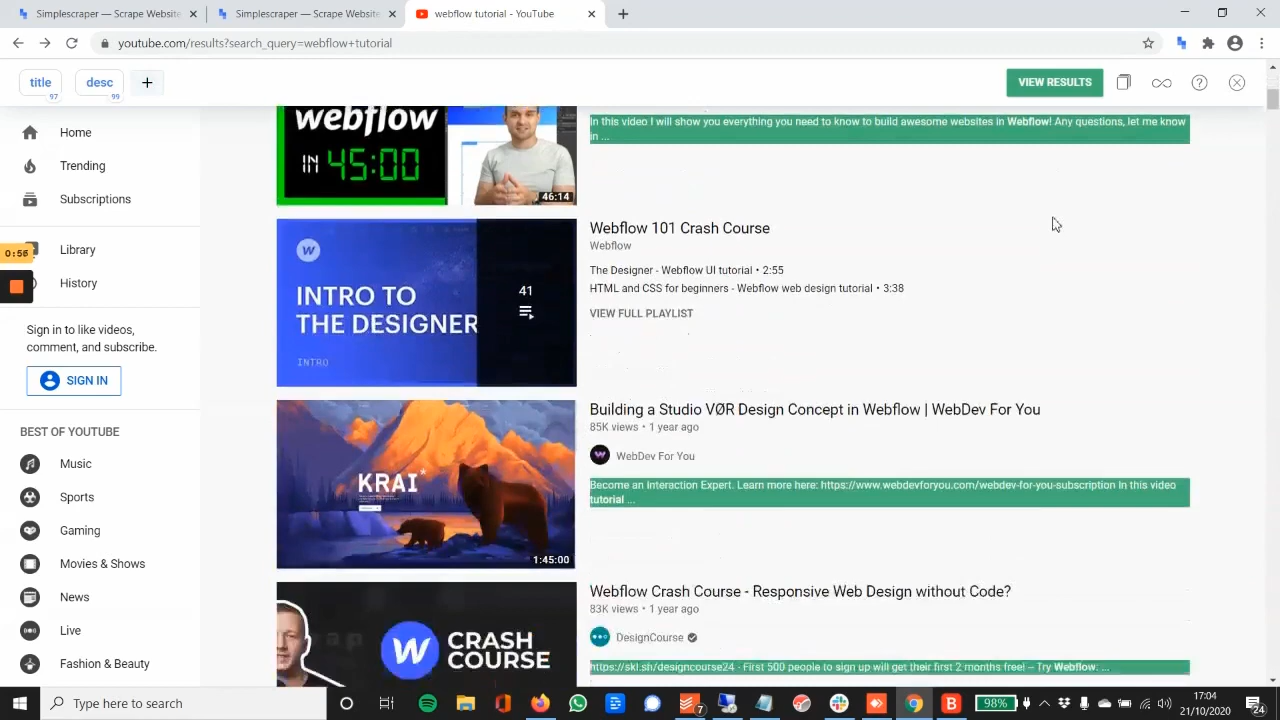 Simplescraper — Scrape Websites
Simplescraper — Scrape Websites
webflow tutorial - YouTube
youtube.com/results?search_query=webflow+tutorial
title
97
desc
99
VIEW RESULTS
Home
Trending
Subscriptions
0:56
Library
History
Sign in to like videos,
comment, and subscribe.
SIGN IN
BEST OF YOUTUBE
Music
Sports
Gaming
Movies & Shows
News
Live
Fashion & Beauty
webflow
IN 45:00
46:14
In this video I will show you everything you need to know to build awesome websites in Webflow! Any questions, let me know
in ...
INTRO TO
THE DESIGNER
INTRO
41
Webflow 101 Crash Course
Webflow
The Designer - Webflow UI tutorial • 2:55
HTML and CSS for beginners - Webflow web design tutorial • 3:38
VIEW FULL PLAYLIST
KRAI*
1:45:00
Building a Studio VØR Design Concept in Webflow | WebDev For You
85K views • 1 year ago
WebDev For You
Become an Interaction Expert. Learn more here: https://www.webdevforyou.com/webdev-for-you-subscription In this video
tutorial ...
CRASH
COURSE
Webflow Crash Course - Responsive Web Design without Code?
83K views • 1 year ago
DesignCourse
https://skl.sh/designcourse24 - First 500 people to sign up will get their first 2 months free! -- Try Webflow: ...
Type here to search
7
98%
17:04
21/10/2020
24